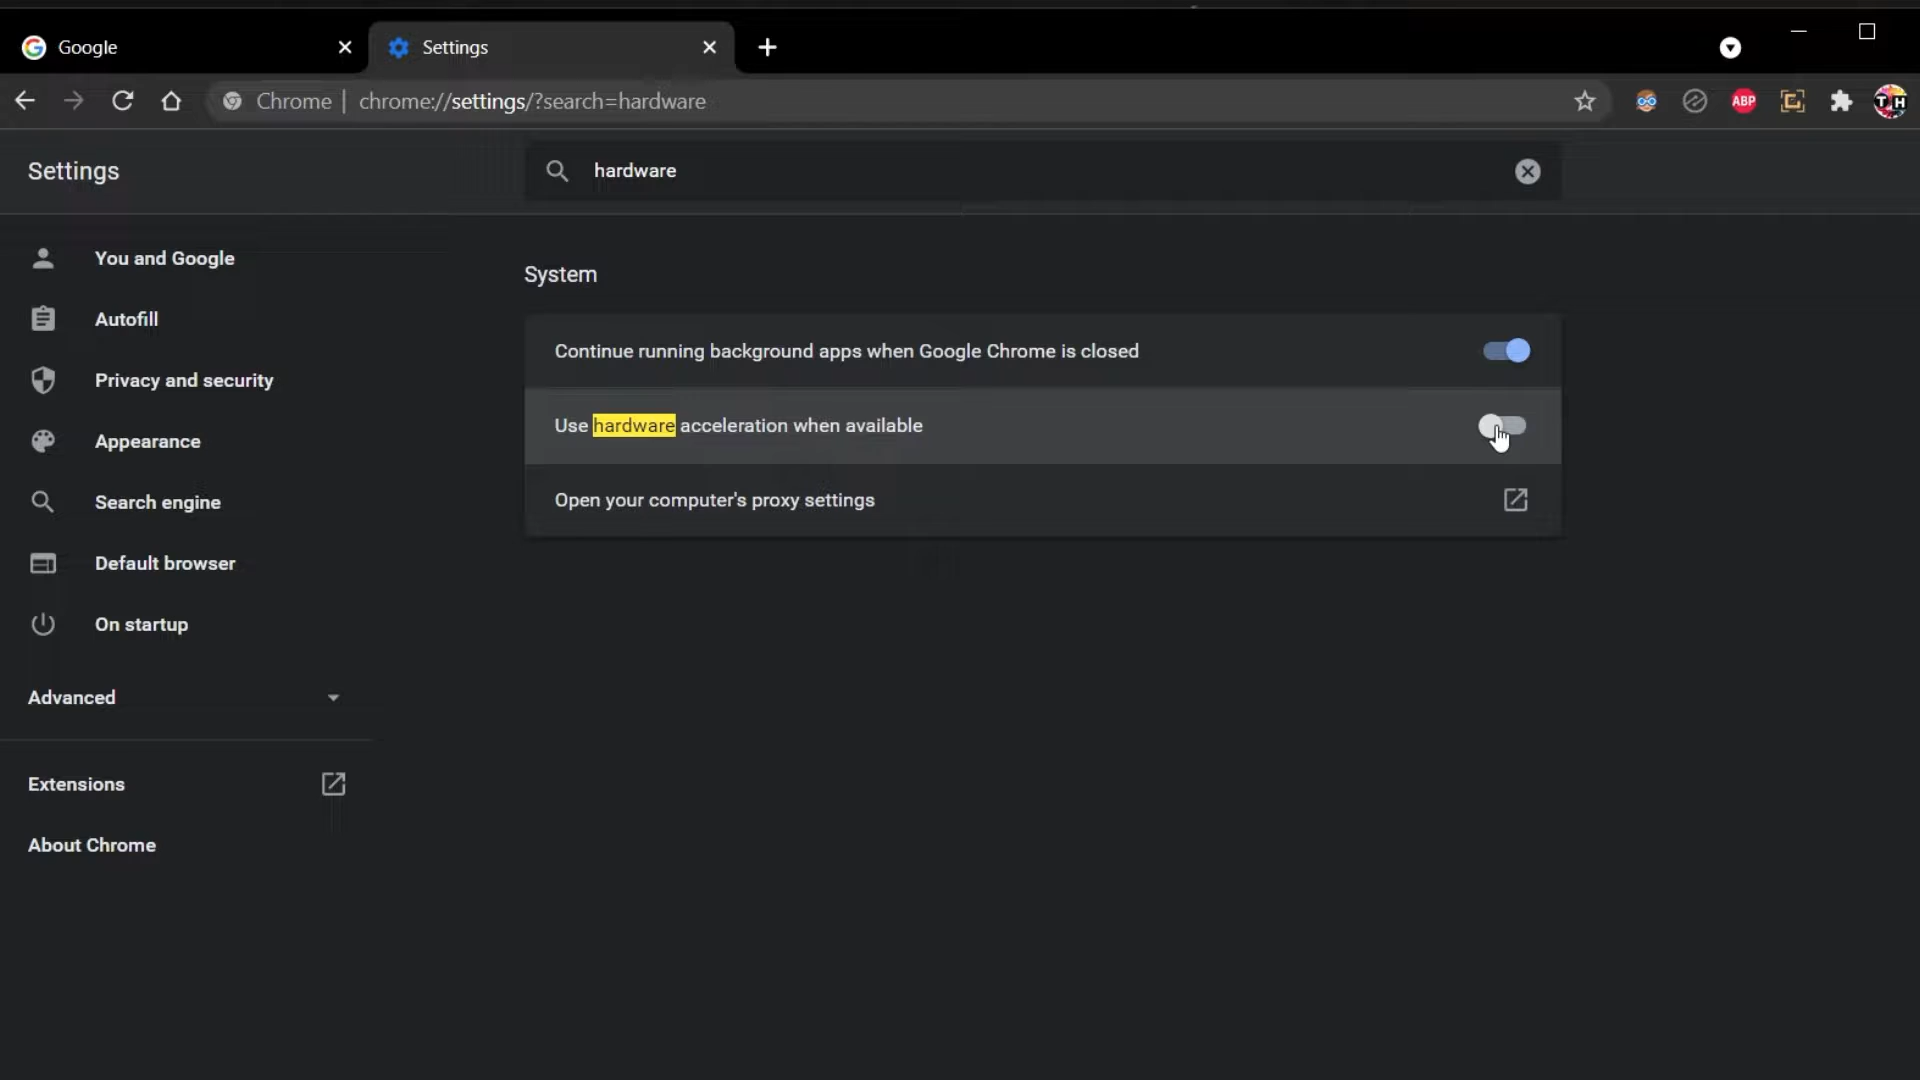 Google
Settings
Chrome | chrome://settings/?search=hardware
ABP
T H
Settings
hardware
You and Google
Autofill
Privacy and security
Appearance
Search engine
Default browser
On startup
Advanced
Extensions
About Chrome
System
Continue running background apps when Google Chrome is closed
Use hardware acceleration when available
Open your computer's proxy settings